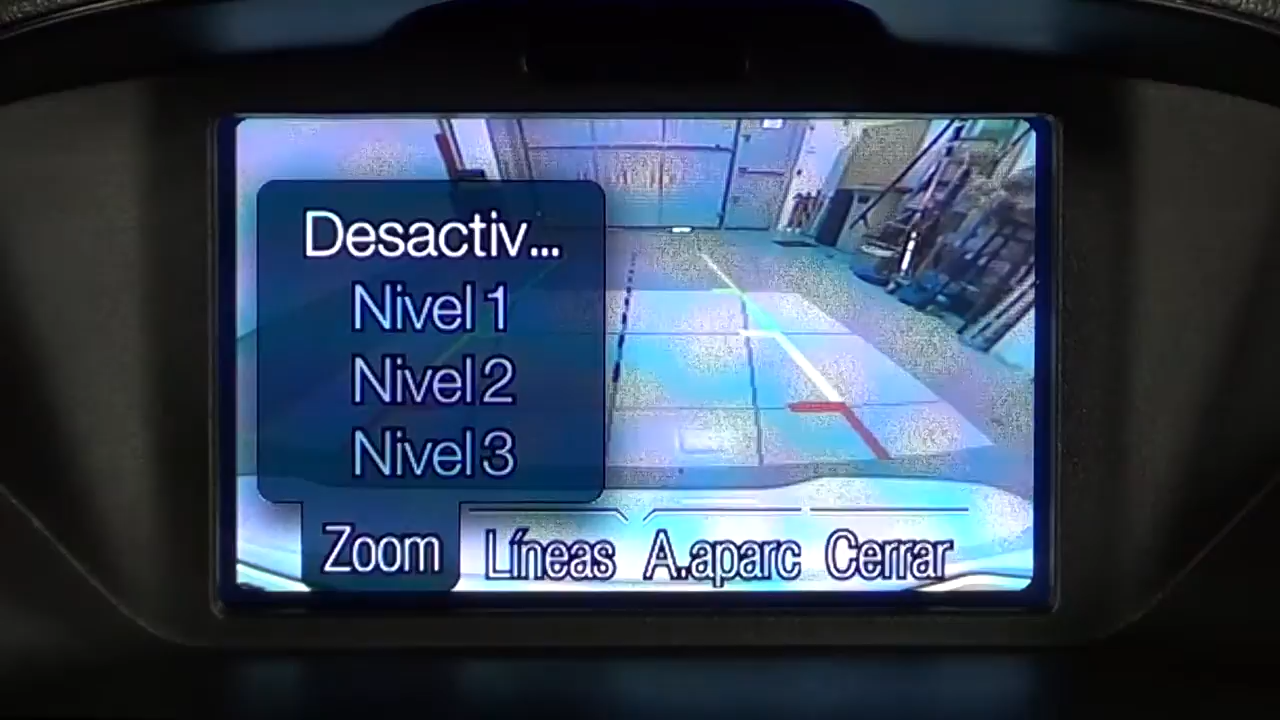 Desactiv...
Nivel 1
Nivel 2
Nivel 3
Zoom Líneas A.aparc Cerrar